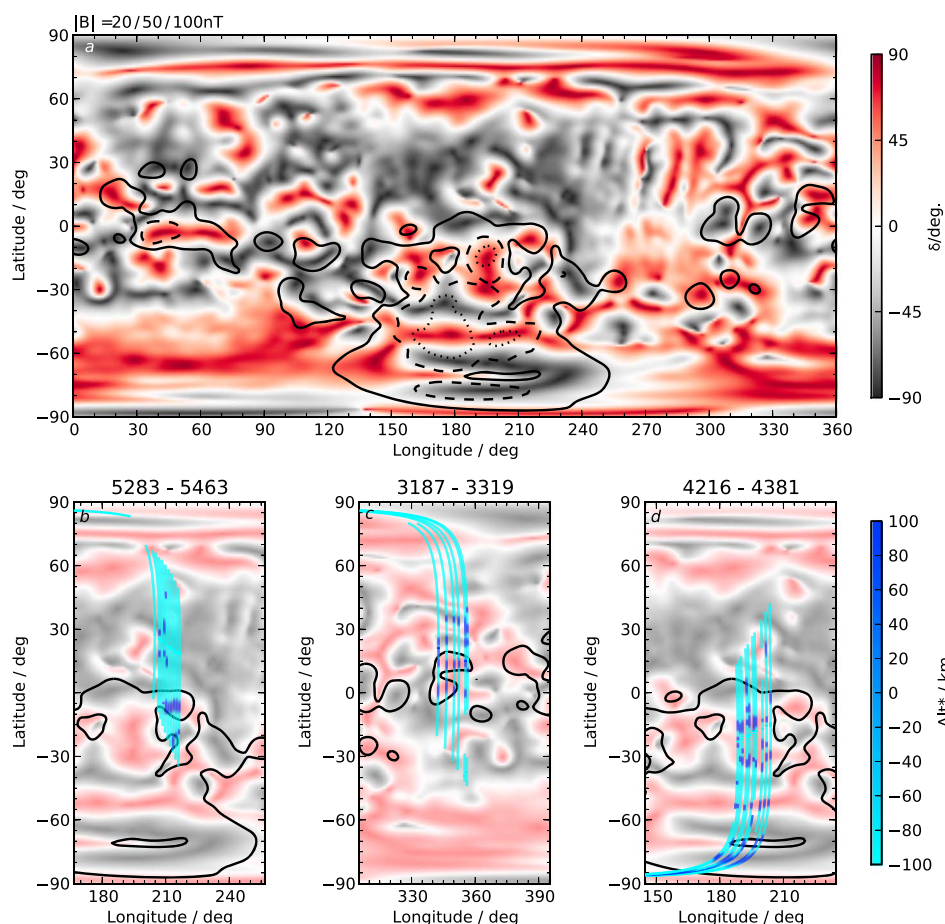 |B| =20/50/100nT
a
90
60
30
0
−30
−60
−90
Latitude / deg
0 30 60 90 120 150 180 210 240 270 300 330 360
Longitude / deg
90
45
0
−45
−90
δ/deg.
5283 - 5463
b
90
60
30
0
−30
−60
−90
Latitude / deg
180 210 240
Longitude / deg
3187 - 3319
c
90
60
30
0
−30
−60
−90
Latitude / deg
330 360 390
Longitude / deg
4216 - 4381
d
90
60
30
0
−30
−60
−90
Latitude / deg
150 180 210
Longitude / deg
100
80
60
40
20
0
−20
−40
−60
−80
−100
Alt* / km